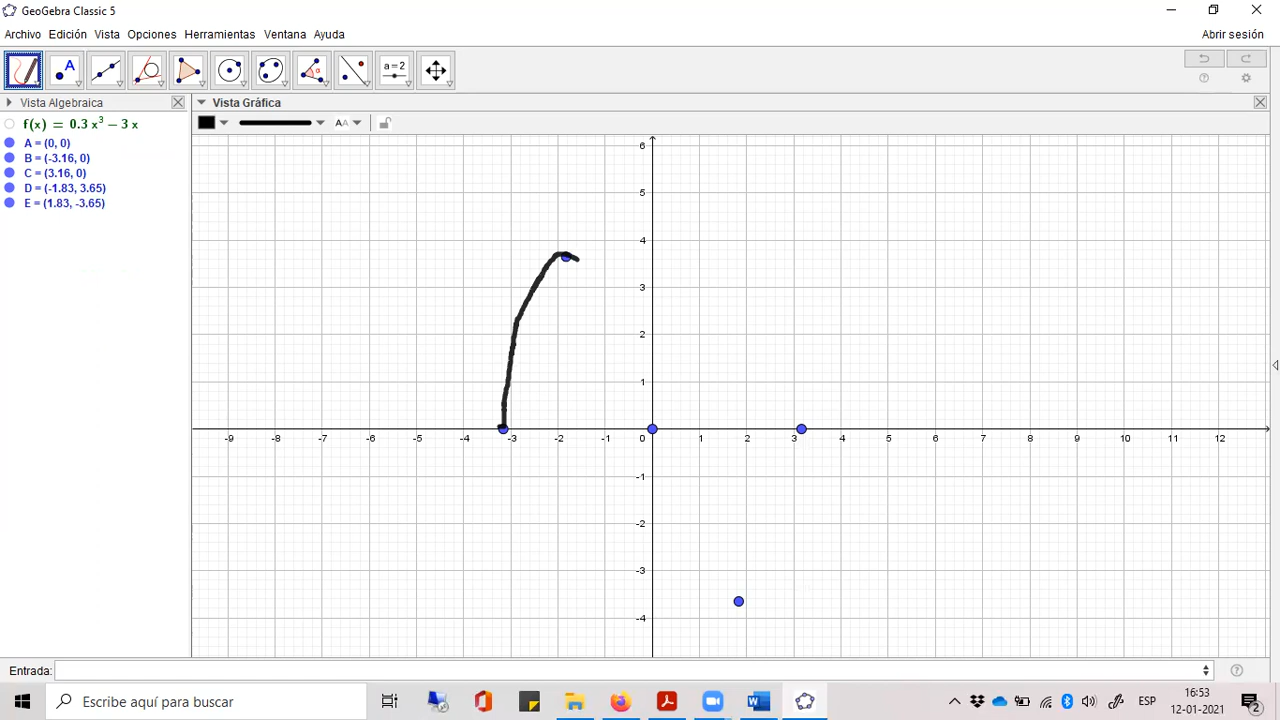 GeoGebra Classic 5
Archivo Edición Vista Opciones Herramientas Ventana Ayuda
Abrir sesión
A
a = 2
Vista Algebraica
Vista Gráfica
f(x) = 0.3 x³ − 3 x
AA
A = (0, 0)
B = (-3.16, 0)
C = (3.16, 0)
D = (-1.83, 3.65)
E = (1.83, -3.65)
6
5
4
3
2
1
-9 -8 -7 -6 -5 -4 -3 -2 -1 0 1 2 3 4 5 6 7 8 9 10 11 12
-1
-2
-3
-4
Entrada:
Escribe aquí para buscar
ESP
16:53
12-01-2021
2